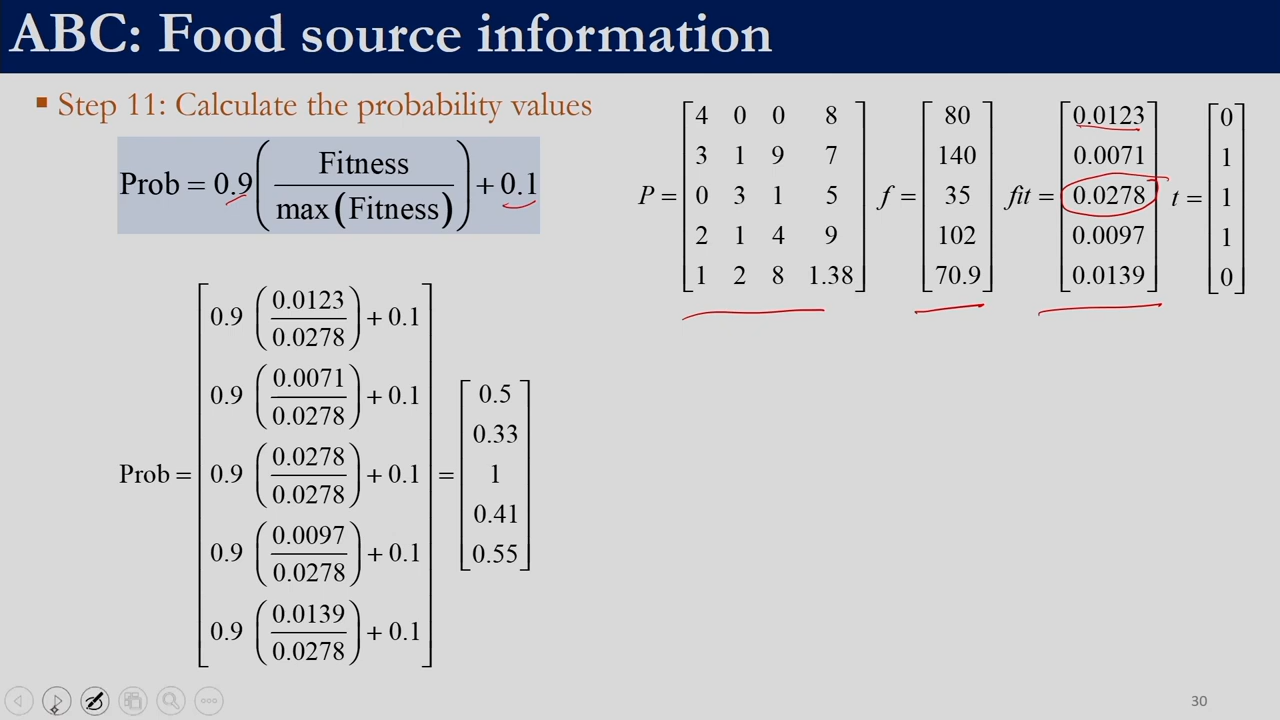 ABC: Food source information
▪ Step 11: Calculate the probability values
Prob = 0.9 ( Fitness / max(Fitness) ) + 0.1
P = [ 4 0 0 8
3 1 9 7
0 3 1 5
2 1 4 9
1 2 8 1.38 ]
f = [ 80
140
35
102
70.9 ]
fit = [ 0.0123
0.0071
0.0278
0.0097
0.0139 ]
t = [ 0
1
1
1
0 ]
Prob = [ 0.9 ( 0.0123 / 0.0278 ) + 0.1
0.9 ( 0.0071 / 0.0278 ) + 0.1
0.9 ( 0.0278 / 0.0278 ) + 0.1
0.9 ( 0.0097 / 0.0278 ) + 0.1
0.9 ( 0.0139 / 0.0278 ) + 0.1 ]
= [ 0.5
0.33
1
0.41
0.55 ]
30